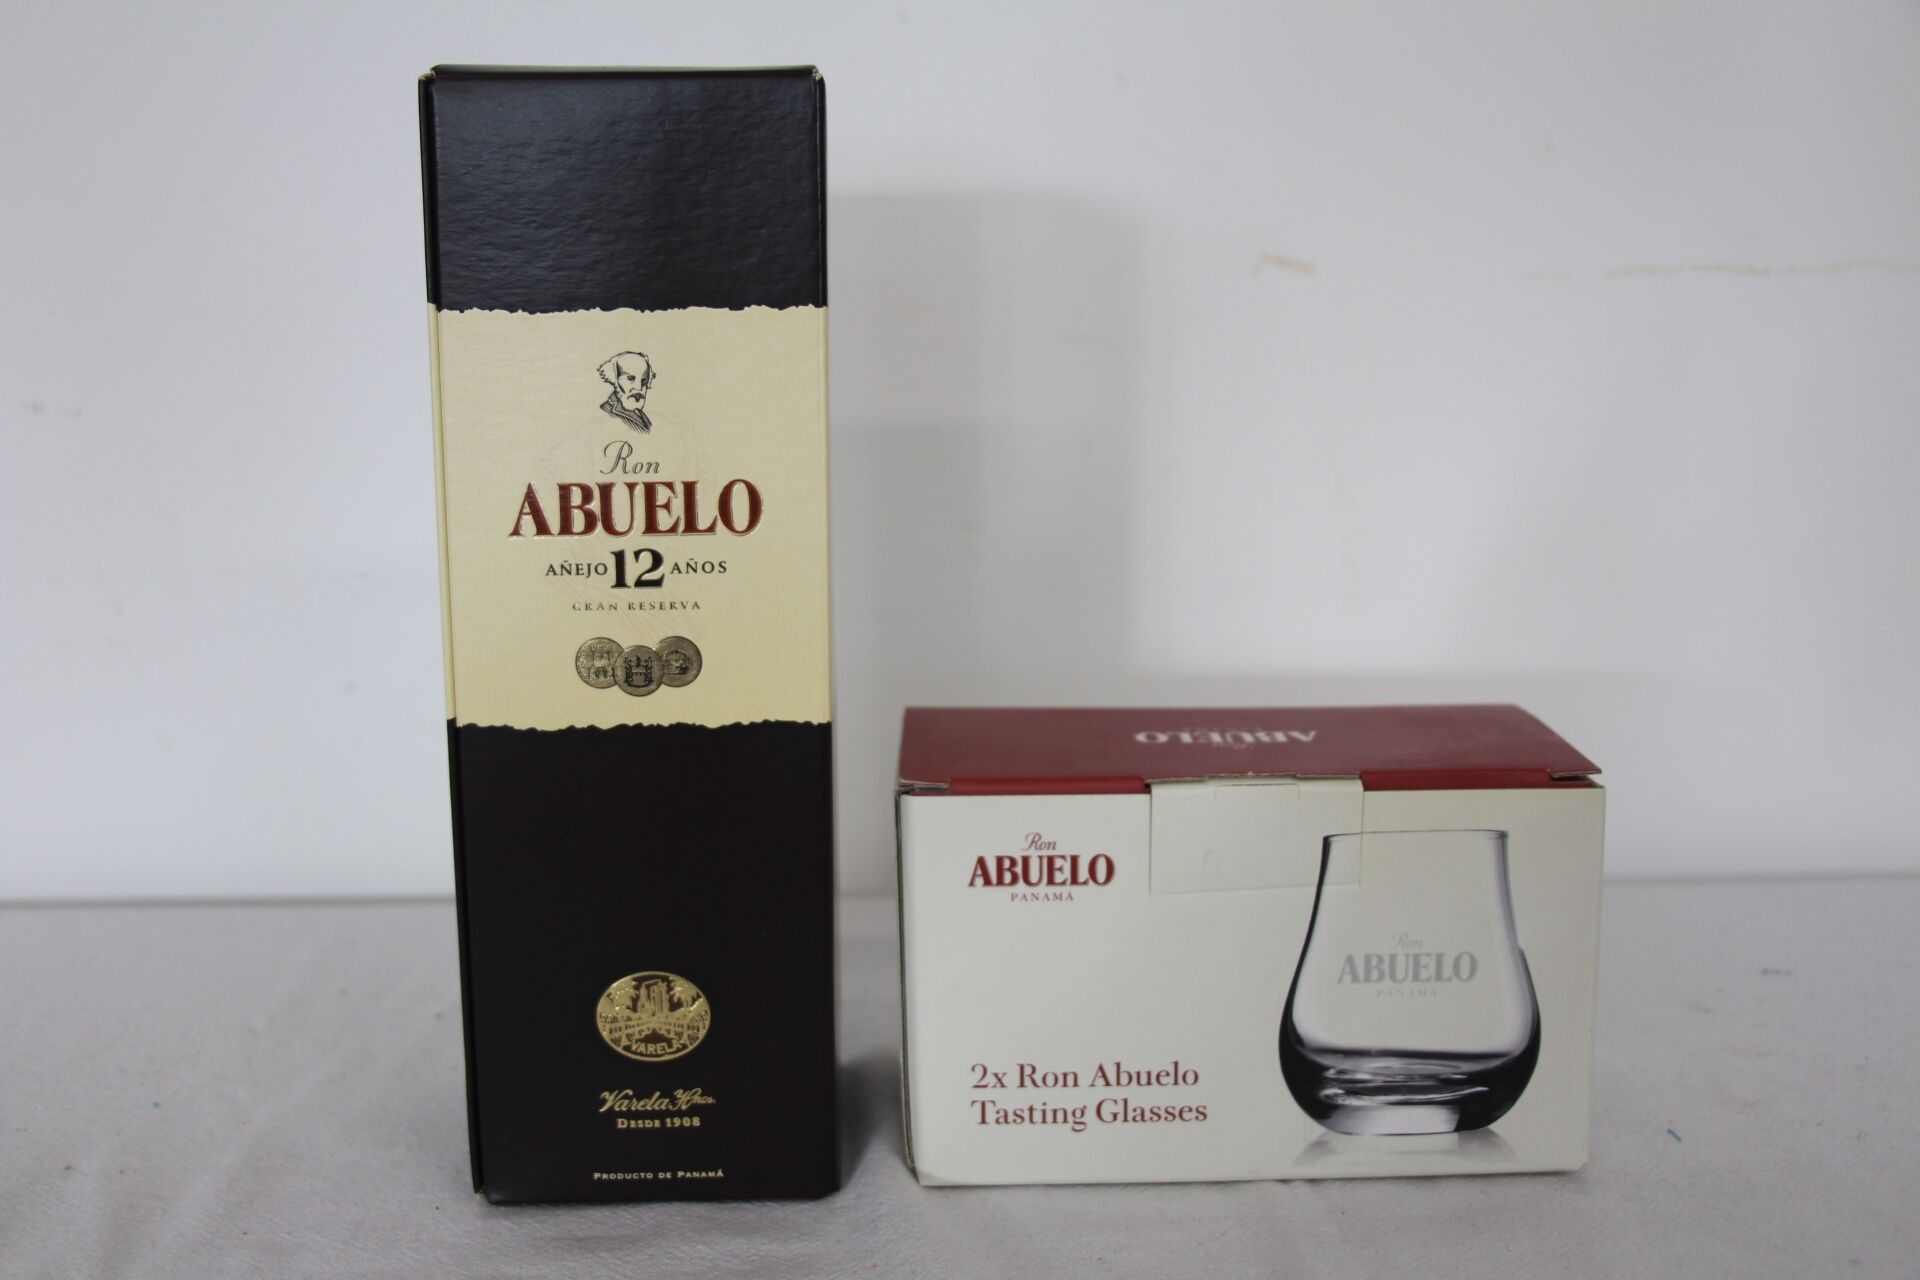 Ron
ABUELO
AÑEJO 12 AÑOS
GRAN RESERVA
VARELA
Varela Hnos.
DESDE 1908
PRODUCTO DE PANAMÁ
ABUELO
Ron
ABUELO
PANAMÁ
Ron
ABUELO
PANAMÁ
2x Ron Abuelo
Tasting Glasses